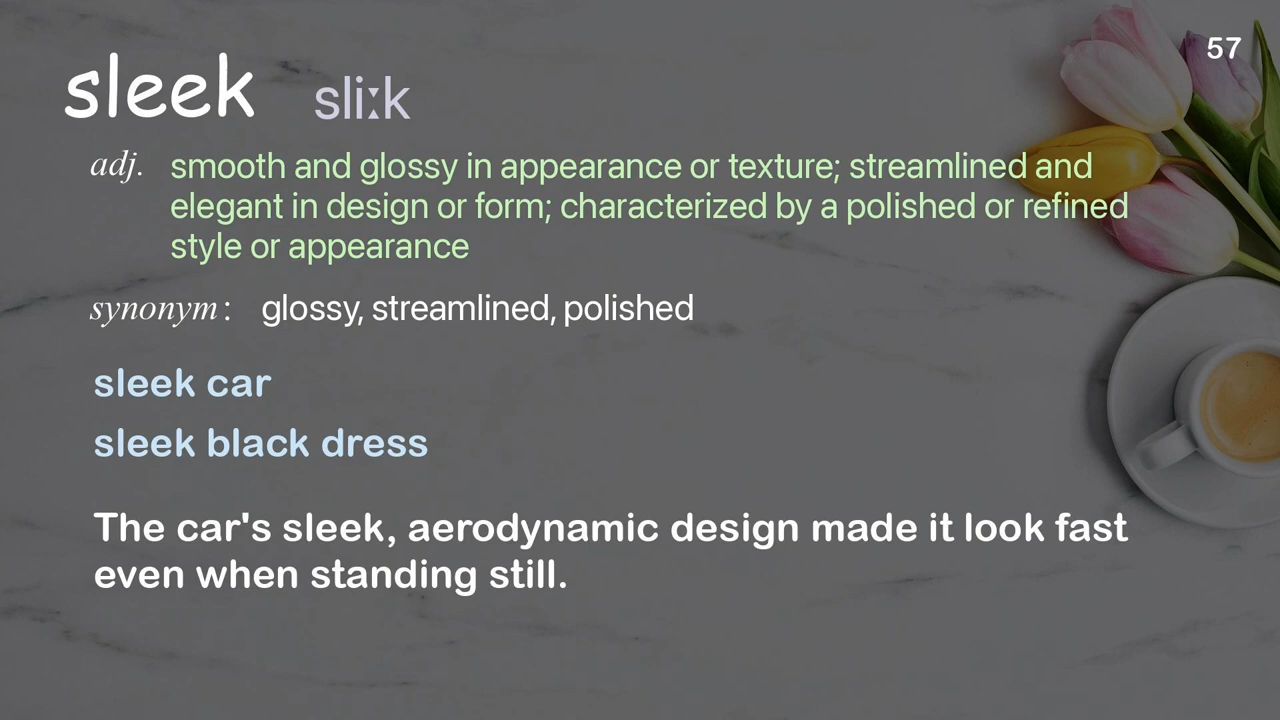 57
sleek sliːk
adj. smooth and glossy in appearance or texture; streamlined and
elegant in design or form; characterized by a polished or refined
style or appearance
synonym: glossy, streamlined, polished
sleek car
sleek black dress
The car's sleek, aerodynamic design made it look fast
even when standing still.